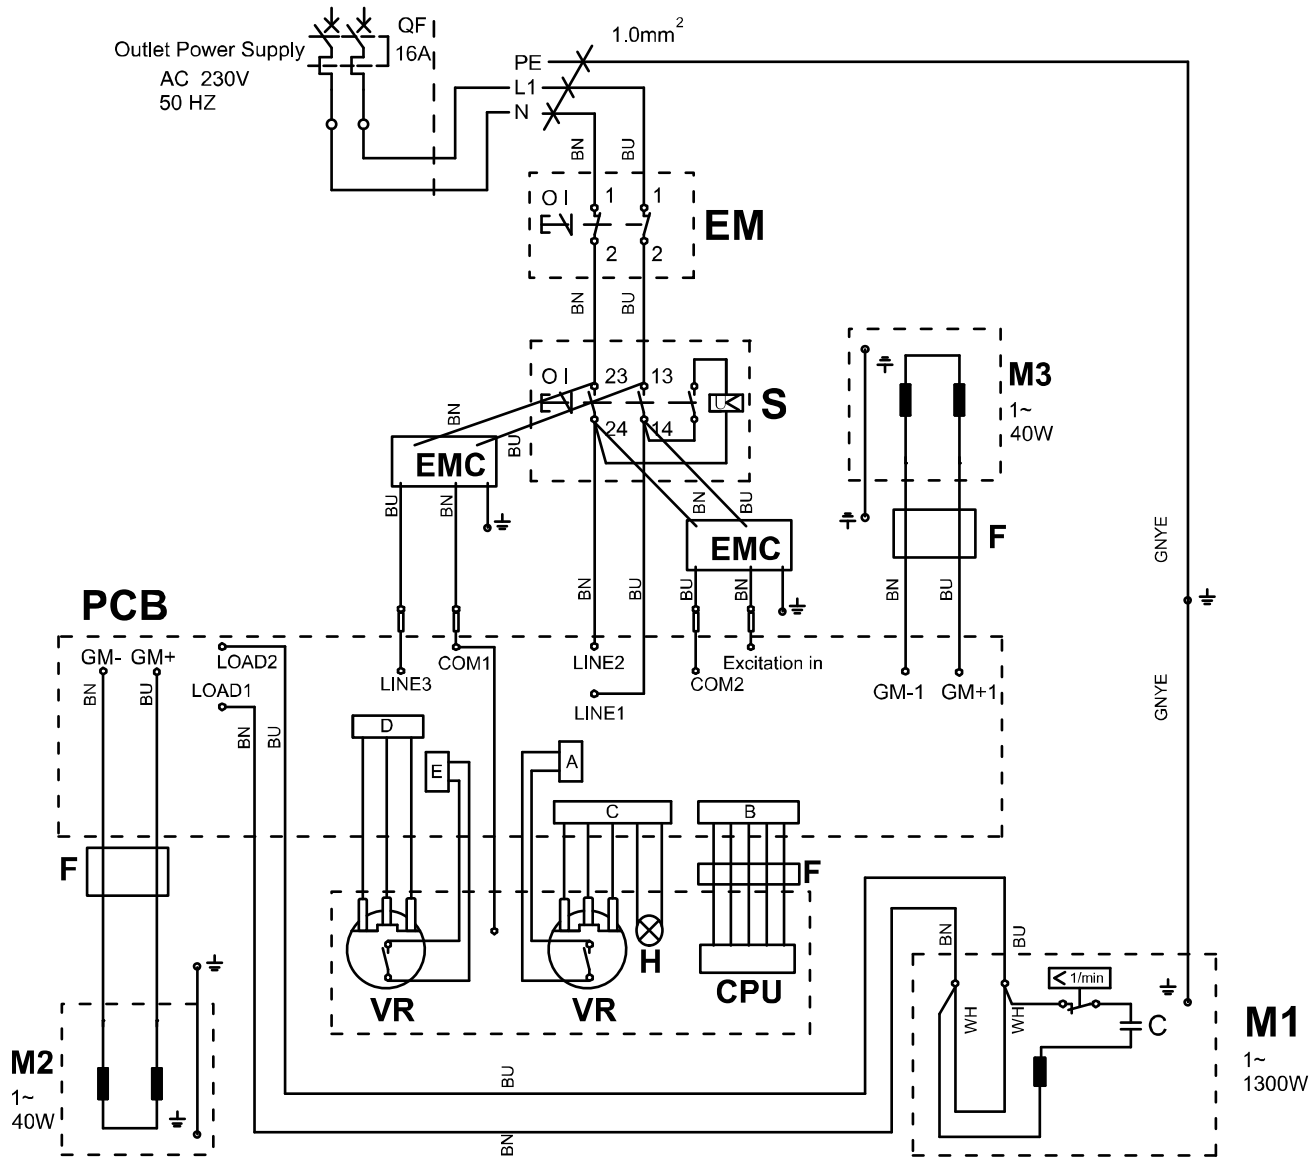 QF
16A
Outlet Power Supply
AC 230V
50 HZ
1.0mm²
PE
L1
N
BN
BU
O I
1
1
2
2
EM
BN
BU
O I
23
13
24
14
U<
S
BN
BU
EMC
BU
BN
BN
BU
EMC
BU
BN
BN
BU
M3
1~
40W
F
BN
BU
GNYE
GNYE
PCB
GM-
GM+
LOAD2
LOAD1
COM1
LINE3
LINE2
LINE1
COM2
Excitation in
GM-1
GM+1
BN
BU
BN
BU
D
E
A
C
B
F
F
VR
VR
H
CPU
BN
BU
< 1/min
WH
WH
C
M1
1~
1300W
M2
1~
40W
BU
BN